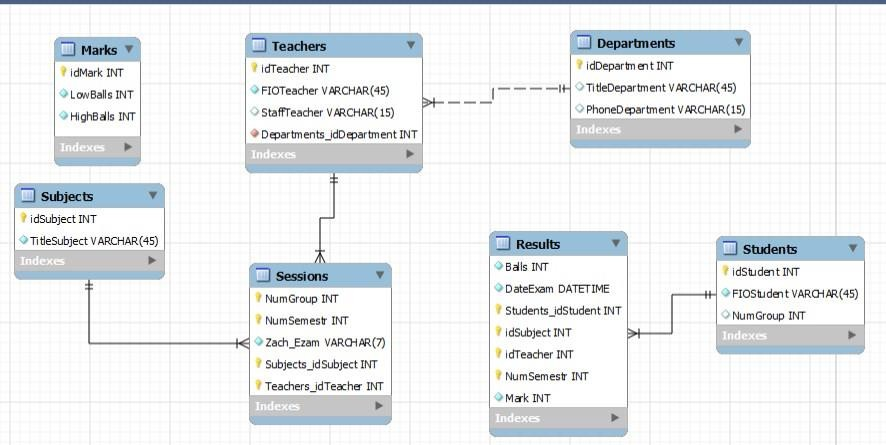 Marks
idMark INT
LowBalls INT
HighBalls INT
Indexes
Teachers
idTeacher INT
FIOTeacher VARCHAR(45)
StaffTeacher VARCHAR(15)
Departments_idDepartment INT
Indexes
Departments
idDepartment INT
TitleDepartment VARCHAR(45)
PhoneDepartment VARCHAR(15)
Indexes
Subjects
idSubject INT
TitleSubject VARCHAR(45)
Indexes
Sessions
NumGroup INT
NumSemestr INT
Zach_Ezam VARCHAR(7)
Subjects_idSubject INT
Teachers_idTeacher INT
Indexes
Results
Balls INT
DateExam DATETIME
Students_idStudent INT
idSubject INT
idTeacher INT
NumSemestr INT
Mark INT
Indexes
Students
idStudent INT
FIOStudent VARCHAR(45)
NumGroup INT
Indexes